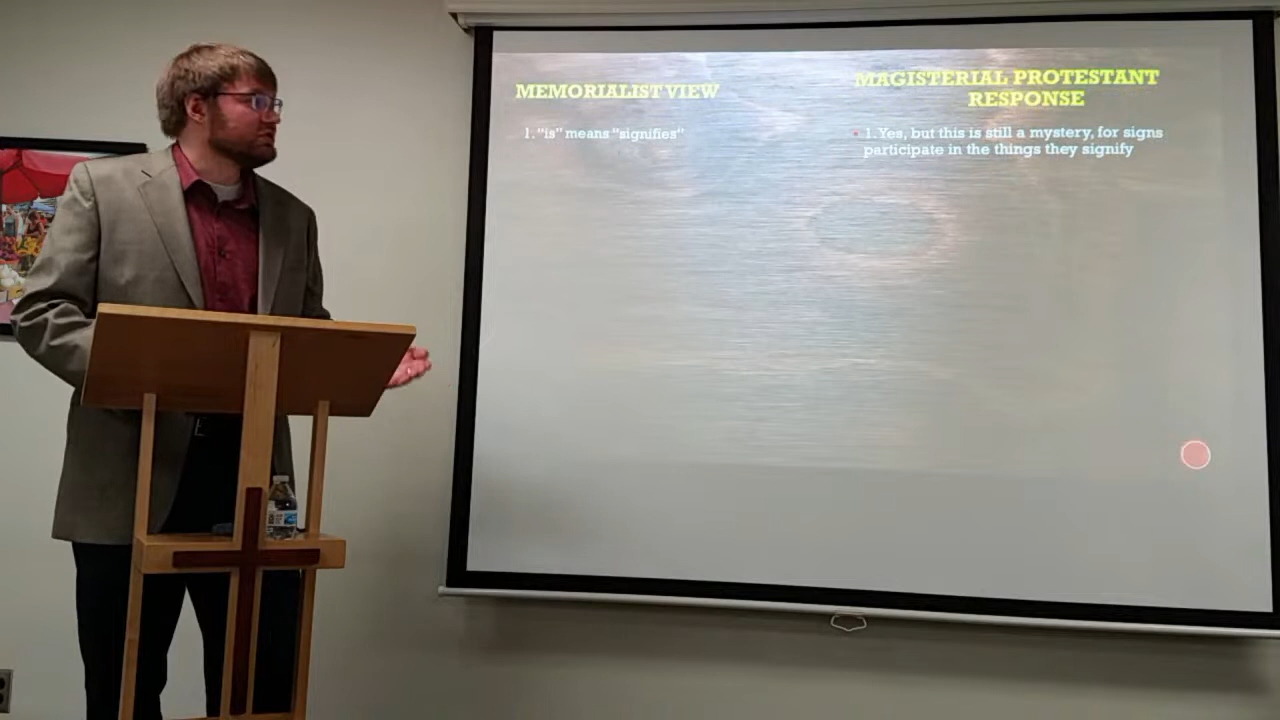 MEMORIALIST VIEW
1. "is" means "signifies"
MAGISTERIAL PROTESTANT
RESPONSE
• 1. Yes, but this is still a mystery, for signs
participate in the things they signify